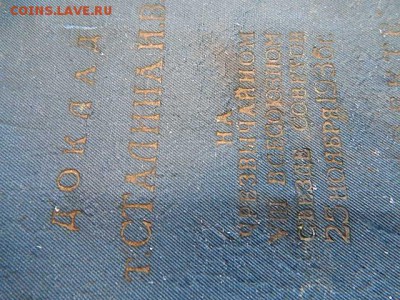 COINS.LAVE.RU
ДОКЛАД
Т. СТАЛИНА И.В.
НА
ЧРЕЗВЫЧАЙНОМ
VIII ВСЕСОЮЗНОМ
СЪЕЗДЕ СОВЕТОВ
25 НОЯБРЯ 1936 г.